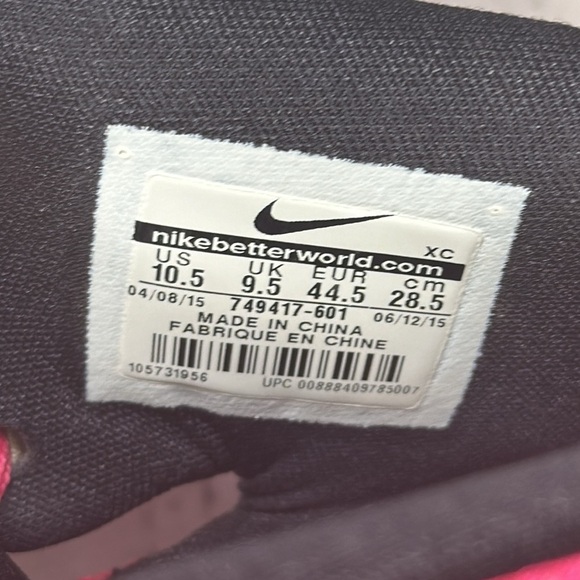 XC
nikebetterworld.com
US UK EUR cm
10.5 9.5 44.5 28.5
04/08/15 749417-601 06/12/15
MADE IN CHINA
FABRIQUE EN CHINE
105731956 UPC 00888409785007